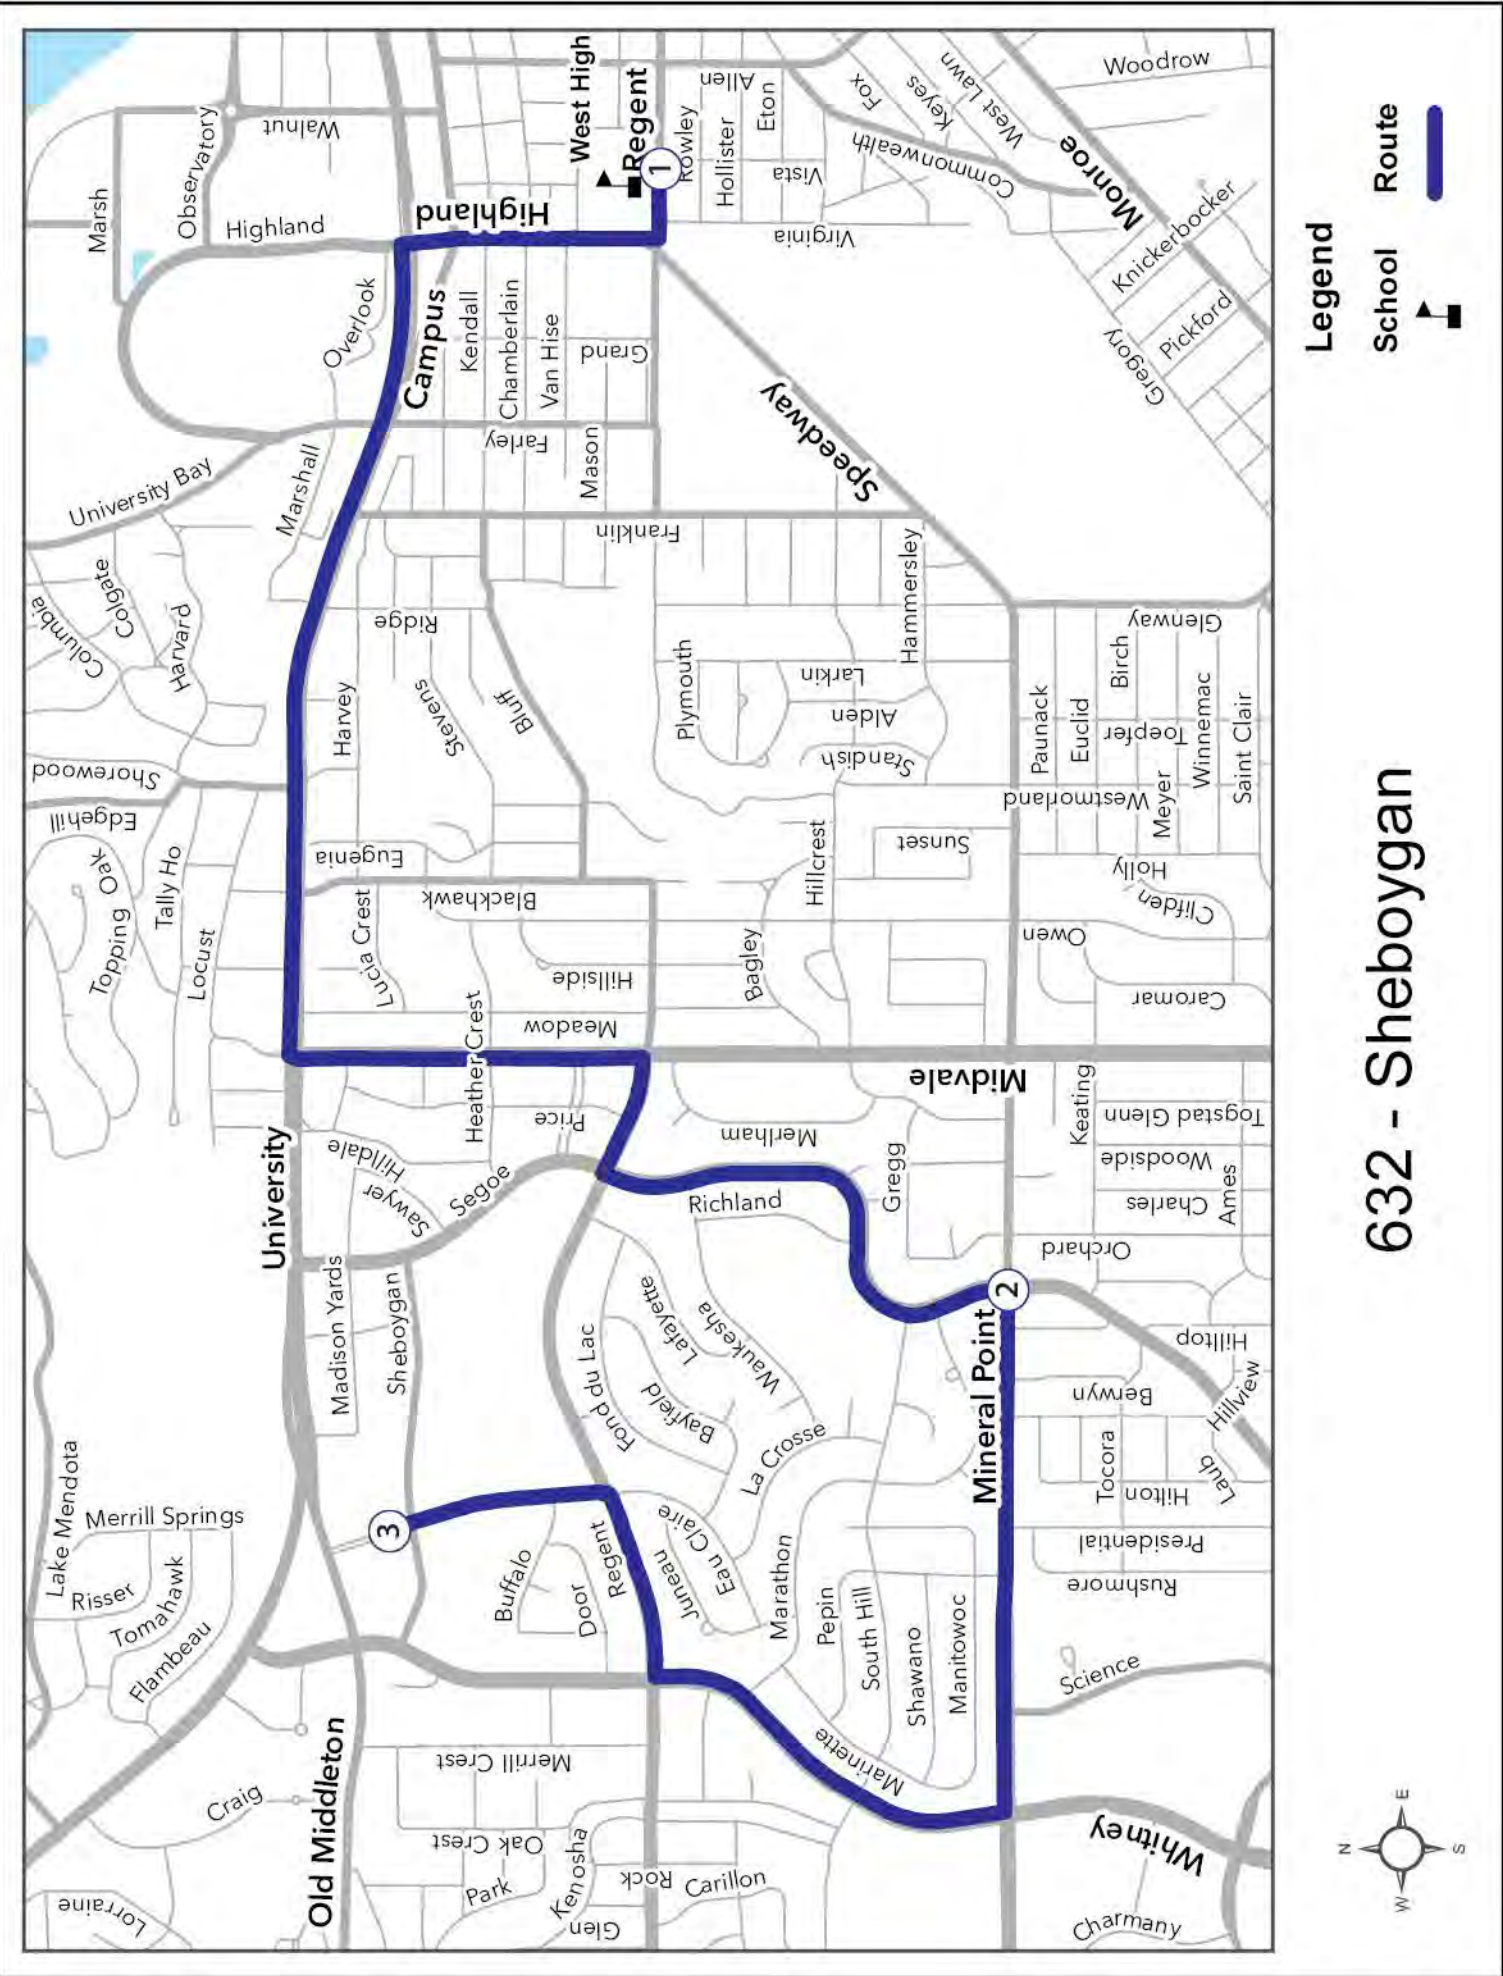 Lake Mendota
Merrill Springs
Risser
Tomahawk
Flambeau
Craig
Lorraine
Old Middleton
Merrill Crest
Oak Crest
Park
Kenosha
Glen
Rock
Carillon
Charmany
Whitney
Science
Marinette
Manitowoc
Shawano
South Hill
Pepin
Marathon
Juneau
Eau Claire
Regent
Door
Buffalo
3
La Crosse
Bayfield
Fond du Lac
Lafayette
Waukesha
Richland
Mineral Point
2
Rushmore
Presidential
Hilton
Tocora
Laub
Berwyn
Hillview
Hilltop
Orchard
Charles
Ames
Woodside
Togstad Glenn
Keating
Gregg
Merlham
Midvale
Madison Yards
Sheboygan
University
Segoe
Sawyer
Hilldale
Price
Heather Crest
Meadow
Hillside
Lucia Crest
Blackhawk
Eugenia
Locust
Tally Ho
Topping Oak
Edgehill
Shorewood
Harvard
Colgate
Columbia
University Bay
Marshall
Harvey
Stevens
Bluff
Ridge
Bagley
Hillcrest
Sunset
Owen
Caromar
Clifden
Holly
Westmorland
Meyer
Toepfer
Paunack
Euclid
Birch
Winnemac
Saint Clair
Glenway
Plymouth
Standish
Alden
Larkin
Hammersley
Franklin
Speedway
Mason
Farley
Grand
Van Hise
Chamberlain
Kendall
Campus
Overlook
Highland
Highland
Marsh
Observatory
Walnut
West High
Regent
1
Rowley
Hollister
Eton
Allen
Vista
Virginia
Fox
Keyes
West Lawn
Commonwealth
Monroe
Woodrow
Knickerbocker
Pickford
Gregory
N
E
S
W
632 - Sheboygan
Legend
School
Route